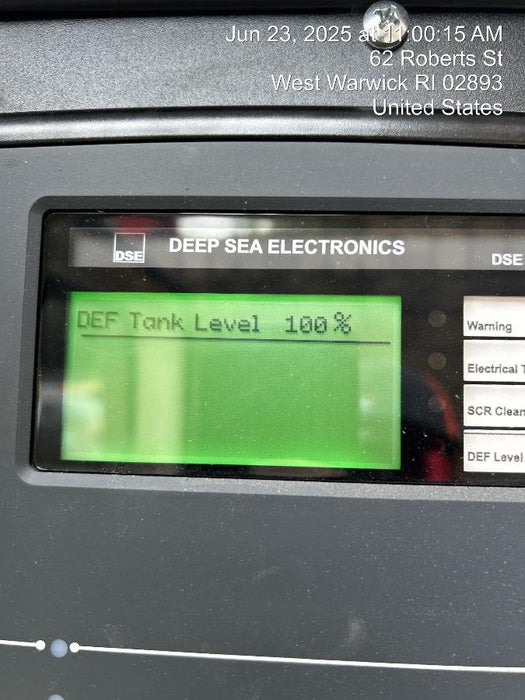 Jun 23, 2025 at 11:00:15 AM
62 Roberts St
West Warwick RI 02893
United States
DSE
DEEP SEA ELECTRONICS
DSE
DEF Tank Level 100%
Warning
Electrical T
SCR Clean
DEF Level